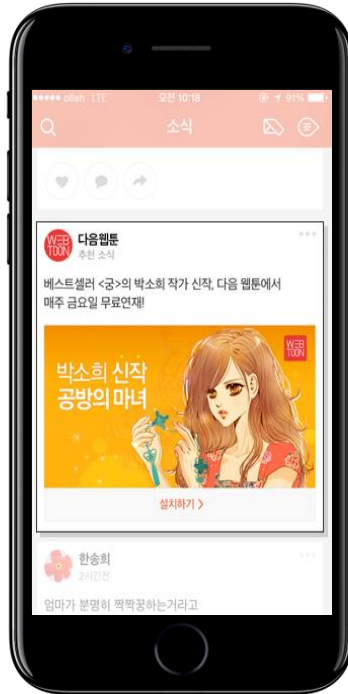 olleh LTE 오전 10:18 91%
소식
WEB
TOON
다음웹툰
추천 소식
베스트셀러 <궁>의 박소희 작가 신작, 다음 웹툰에서
매주 금요일 무료연재!
WEB
TOON
박소희 신작
공방의 마녀
설치하기 >
한송희
2시간전
엄마가 분명히 짝짝꿍하는거라고